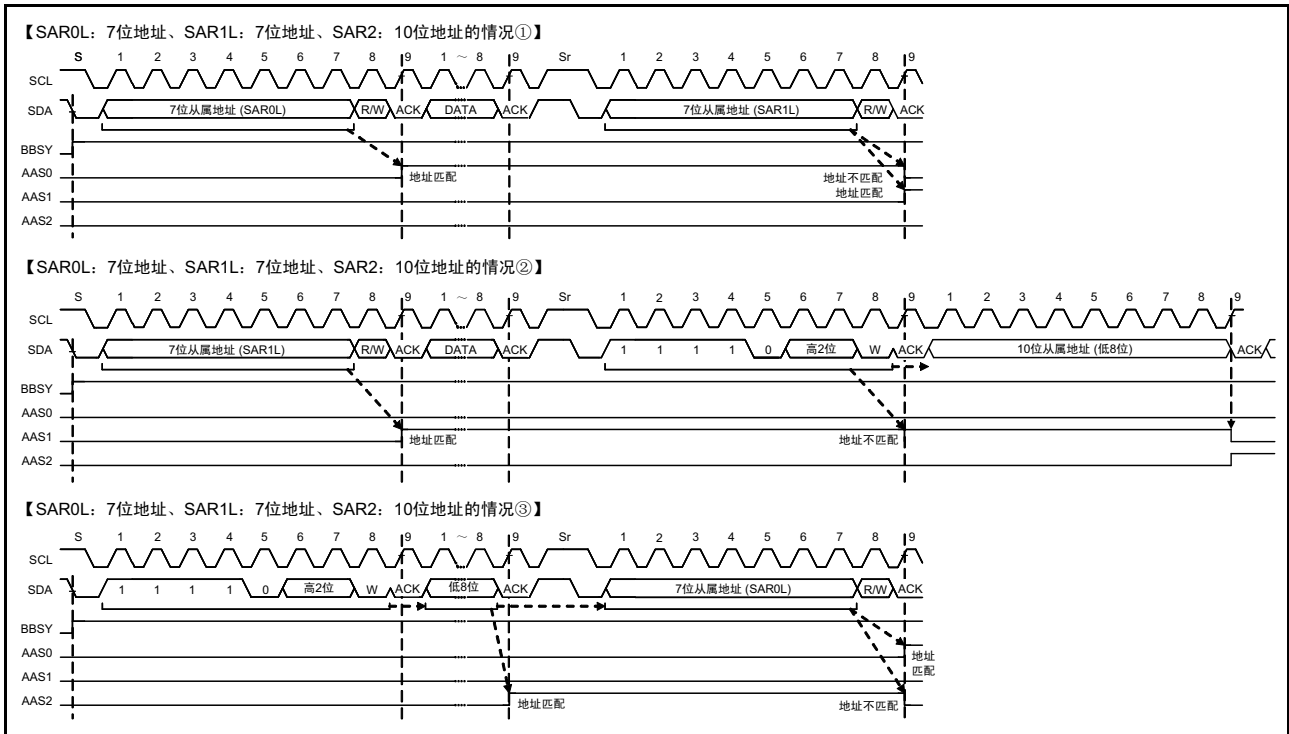 【SAR0L：7位地址、SAR1L：7位地址、SAR2：10位地址的情况①】
S 1 2 3 4 5 6 7 8 9 1 ～ 8 9 Sr 1 2 3 4 5 6 7 8 9
SCL
SDA 7位从属地址 (SAR0L) R/W ACK DATA ACK 7位从属地址 (SAR1L) R/W ACK
BBSY
AAS0 地址匹配 地址不匹配
AAS1 地址匹配
AAS2
【SAR0L：7位地址、SAR1L：7位地址、SAR2：10位地址的情况②】
S 1 2 3 4 5 6 7 8 9 1 ～ 8 9 Sr 1 2 3 4 5 6 7 8 9 1 2 3 4 5 6 7 8 9
SCL
SDA 7位从属地址 (SAR1L) R/W ACK DATA ACK 1 1 1 1 0 高2位 W ACK 10位从属地址 (低8位) ACK
BBSY
AAS0
AAS1 地址匹配 地址不匹配
AAS2
【SAR0L：7位地址、SAR1L：7位地址、SAR2：10位地址的情况③】
S 1 2 3 4 5 6 7 8 9 1 ～ 8 9 Sr 1 2 3 4 5 6 7 8 9
SCL
SDA 1 1 1 1 0 高2位 W ACK 低8位 ACK 7位从属地址 (SAR0L) R/W ACK
BBSY
AAS0 地址
匹配
AAS1
AAS2 地址匹配 地址不匹配